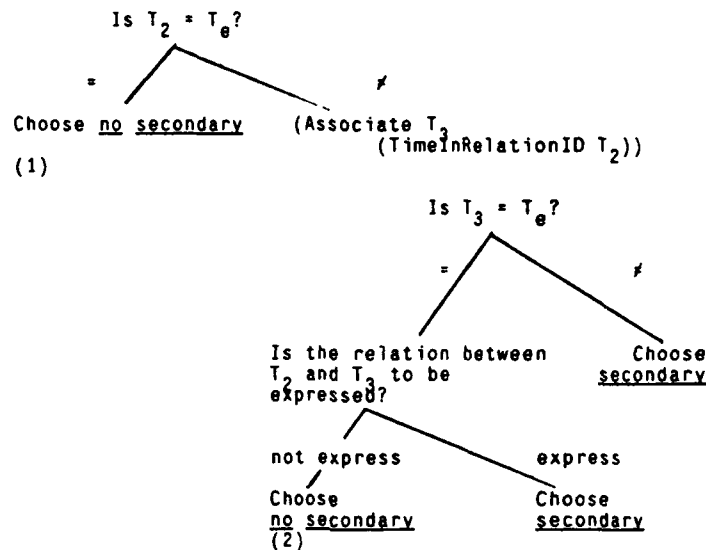 Is T2 = Te?
= ≠
Choose no secondary (Associate T3
(1) (TimeInRelationID T2))
Is T3 = Te?
= ≠
Is the relation between Choose
T2 and T3 to be secondary
expressed?
not express express
Choose Choose
no secondary secondary
(2)